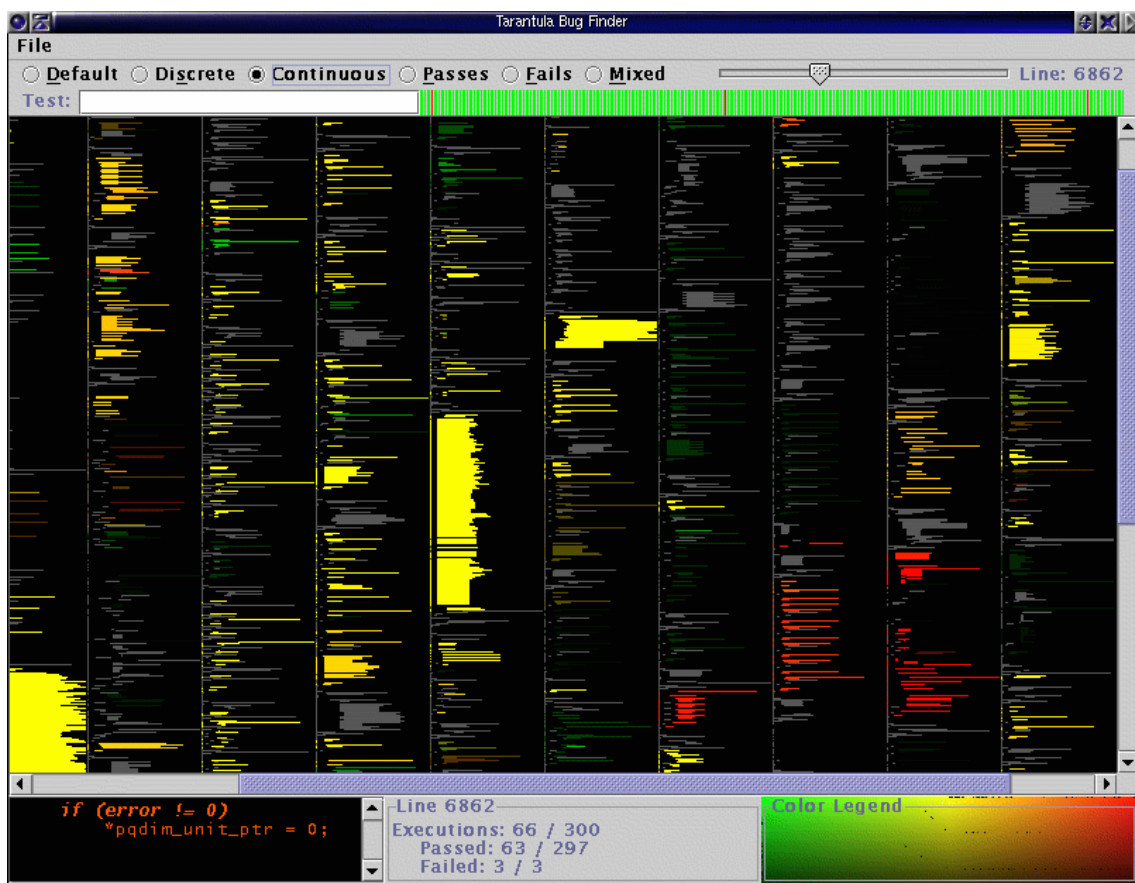 Tarantula Bug Finder
File
Default Discrete Continuous Passes Fails Mixed Line: 6862
Test:
if (error != 0)
*pqdim_unit_ptr = 0;
Line 6862
Executions: 66 / 300
Passed: 63 / 297
Failed: 3 / 3
Color Legend